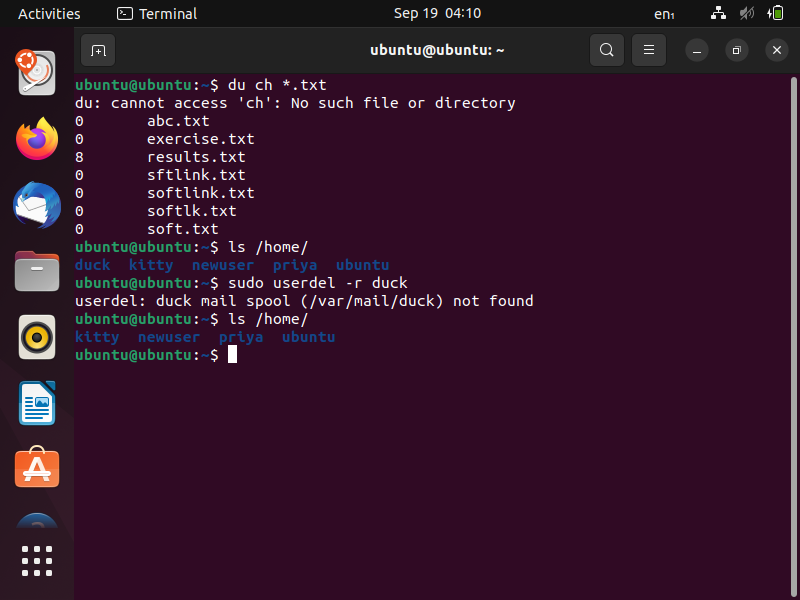 Activities
Terminal
Sep 19 04:10
en₁
ubuntu@ubuntu: ~
ubuntu@ubuntu:~$ du ch *.txt
du: cannot access 'ch': No such file or directory
0 abc.txt
0 exercise.txt
8 results.txt
0 sftlink.txt
0 softlink.txt
0 softlk.txt
0 soft.txt
ubuntu@ubuntu:~$ ls /home/
duck kitty newuser priya ubuntu
ubuntu@ubuntu:~$ sudo userdel -r duck
userdel: duck mail spool (/var/mail/duck) not found
ubuntu@ubuntu:~$ ls /home/
kitty newuser priya ubuntu
ubuntu@ubuntu:~$